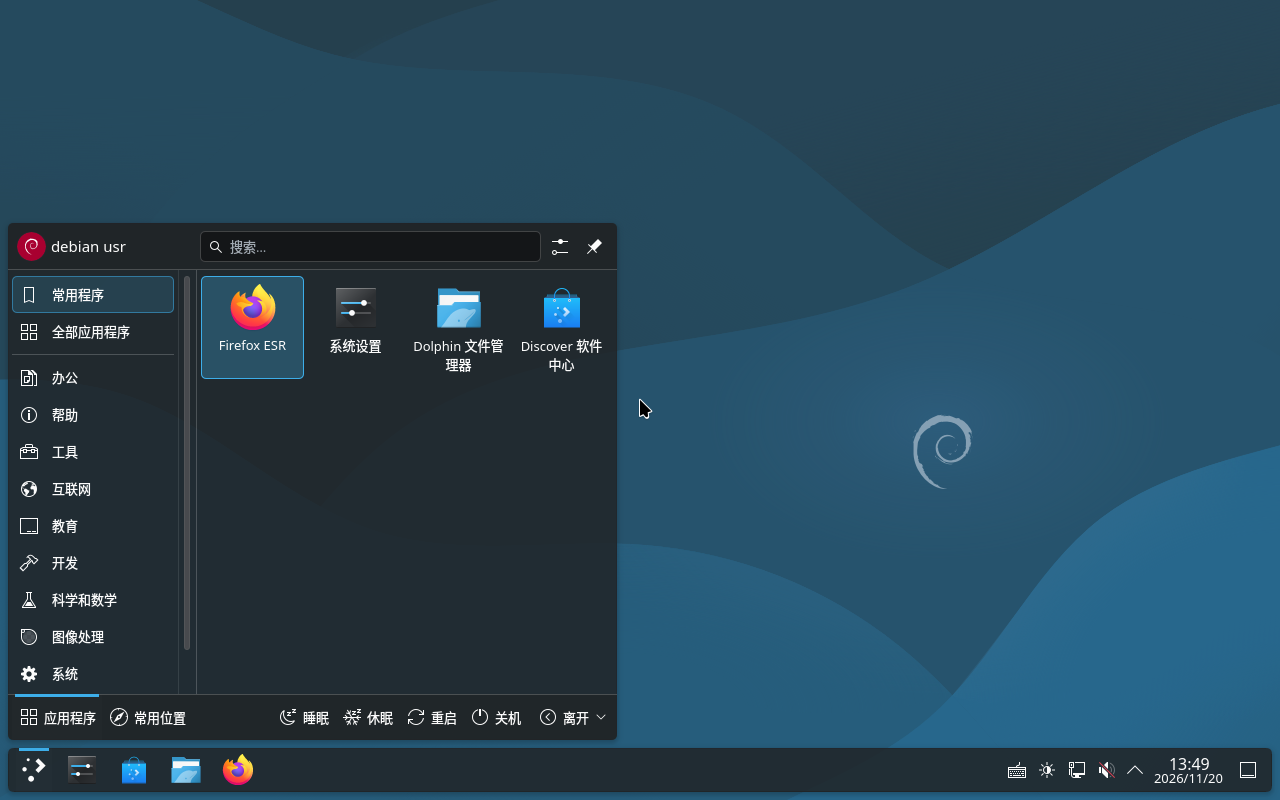 debian usr
搜索...
常用程序
全部应用程序
办公
帮助
工具
互联网
教育
开发
科学和数学
图像处理
系统
Firefox ESR
系统设置
Dolphin 文件管
理器
Discover 软件
中心
应用程序
常用位置
睡眠
休眠
重启
关机
离开
13:49
2026/11/20